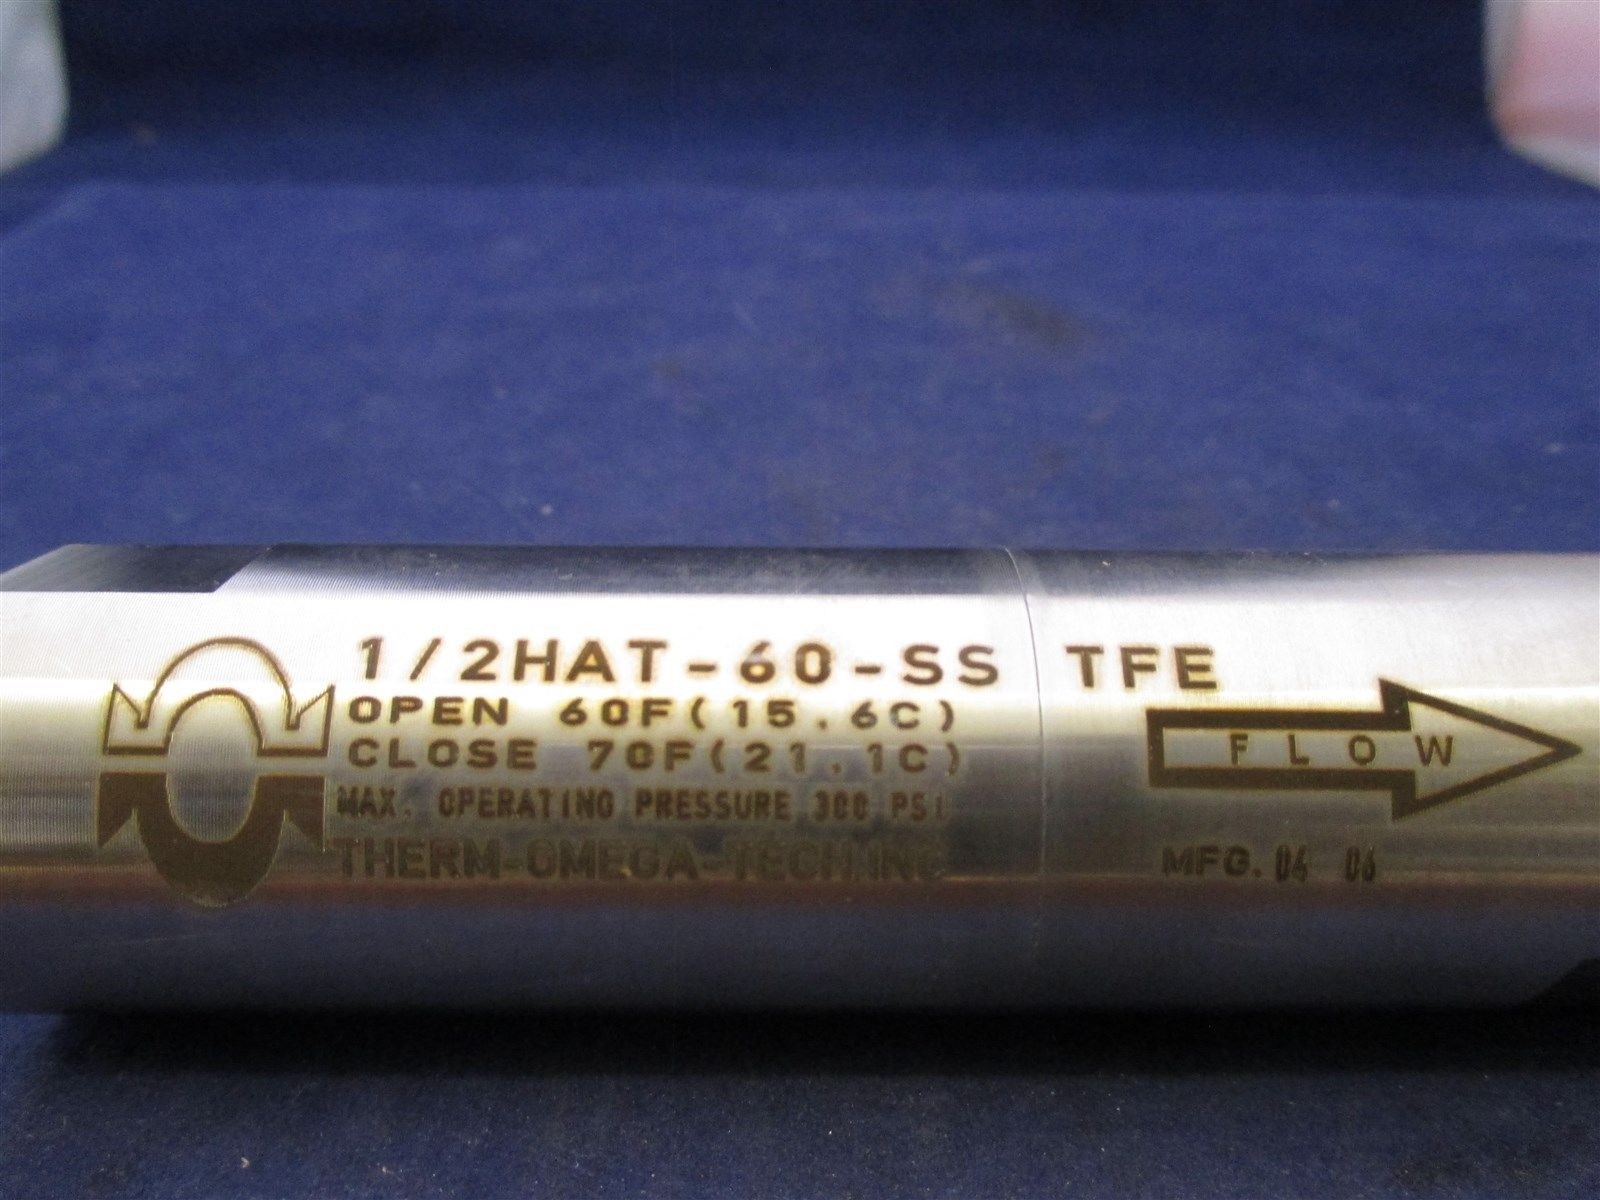 1/2HAT-60-SS TFE
OPEN 60F(15.6C)
CLOSE 70F(21.1C)
FLOW
MAX. OPERATING PRESSURE 300 PSI
THERM-OMEGA-TECH,INC
MFG. 04 06